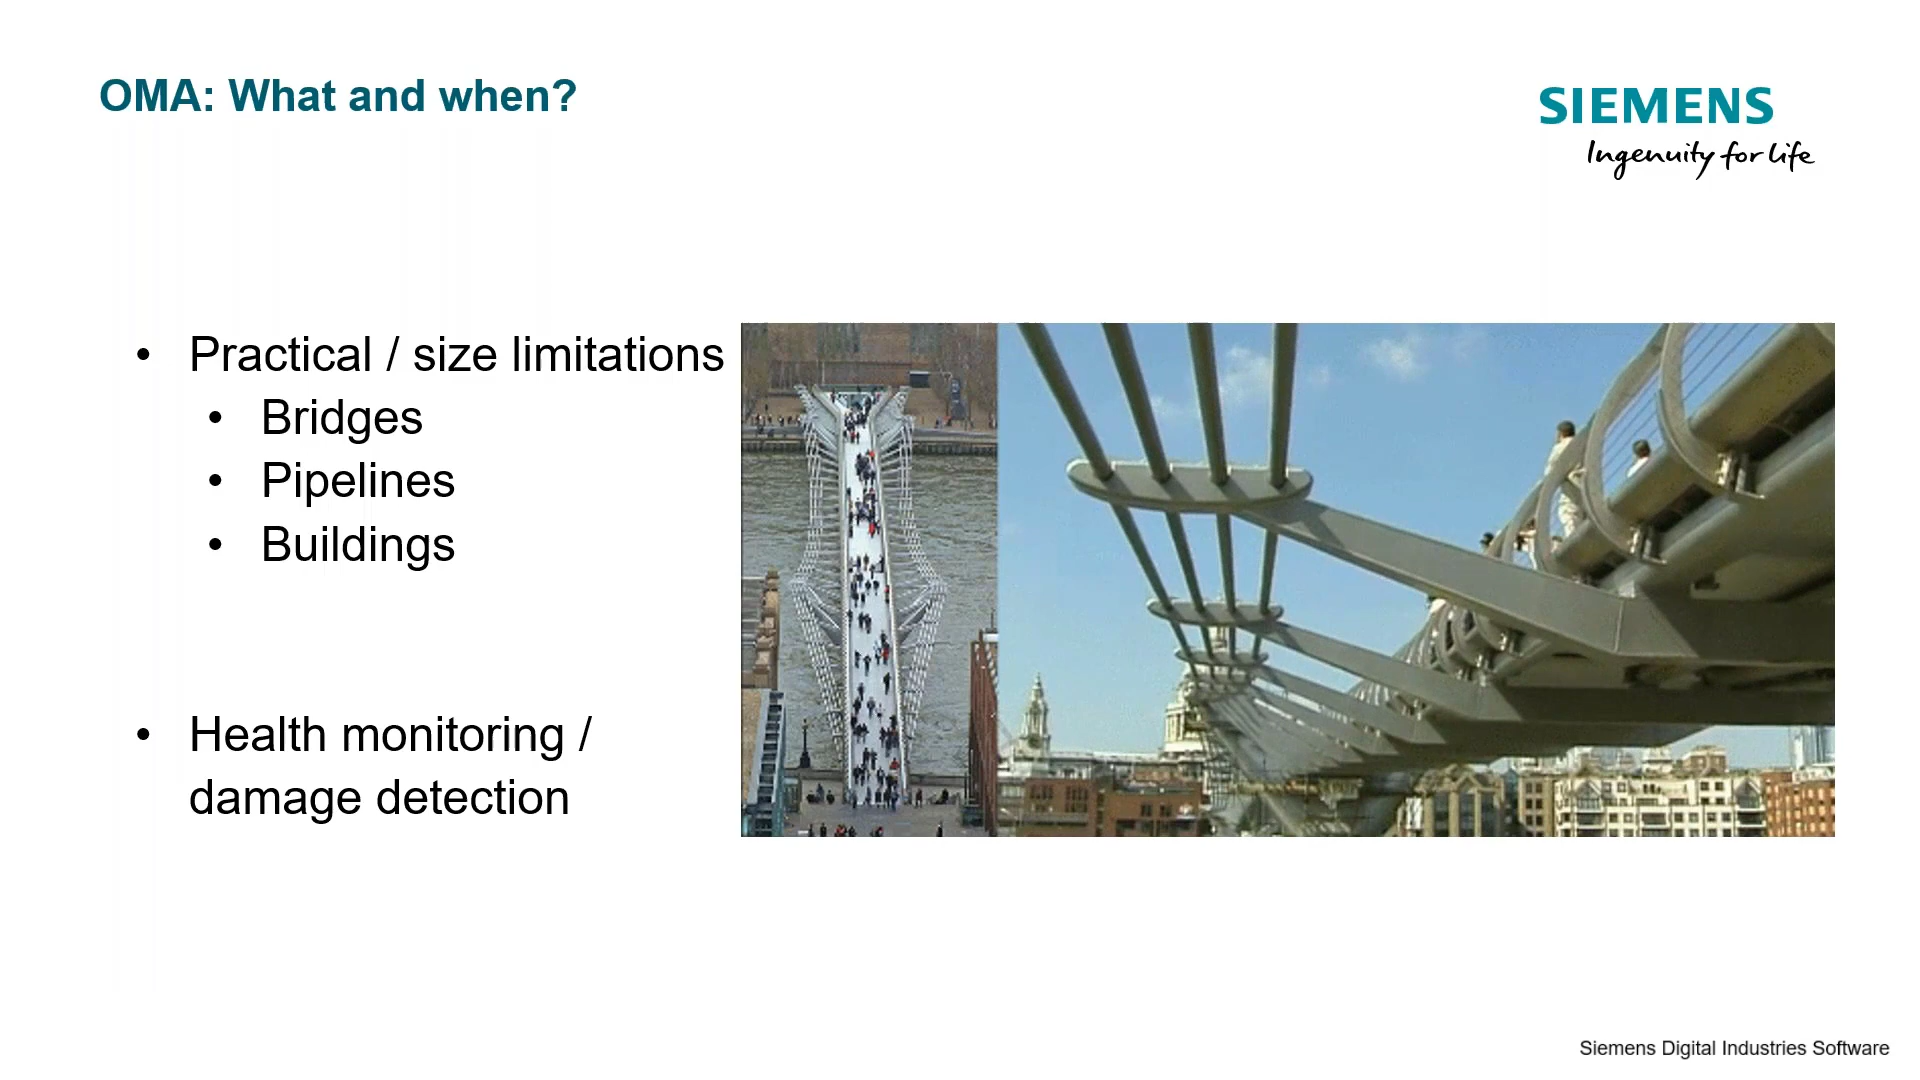 OMA: What and when?
SIEMENS
Ingenuity for life
• Practical / size limitations
• Bridges
• Pipelines
• Buildings
• Health monitoring /
damage detection
Siemens Digital Industries Software